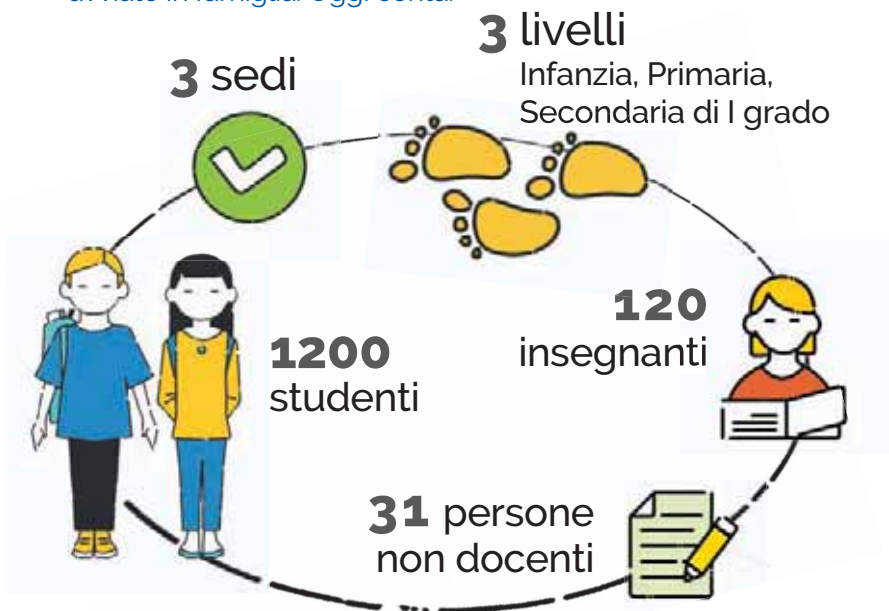 3 sedi
3 livelli
Infanzia, Primaria,
Secondaria di I grado
120
insegnanti
1200
studenti
31 persone
non docenti